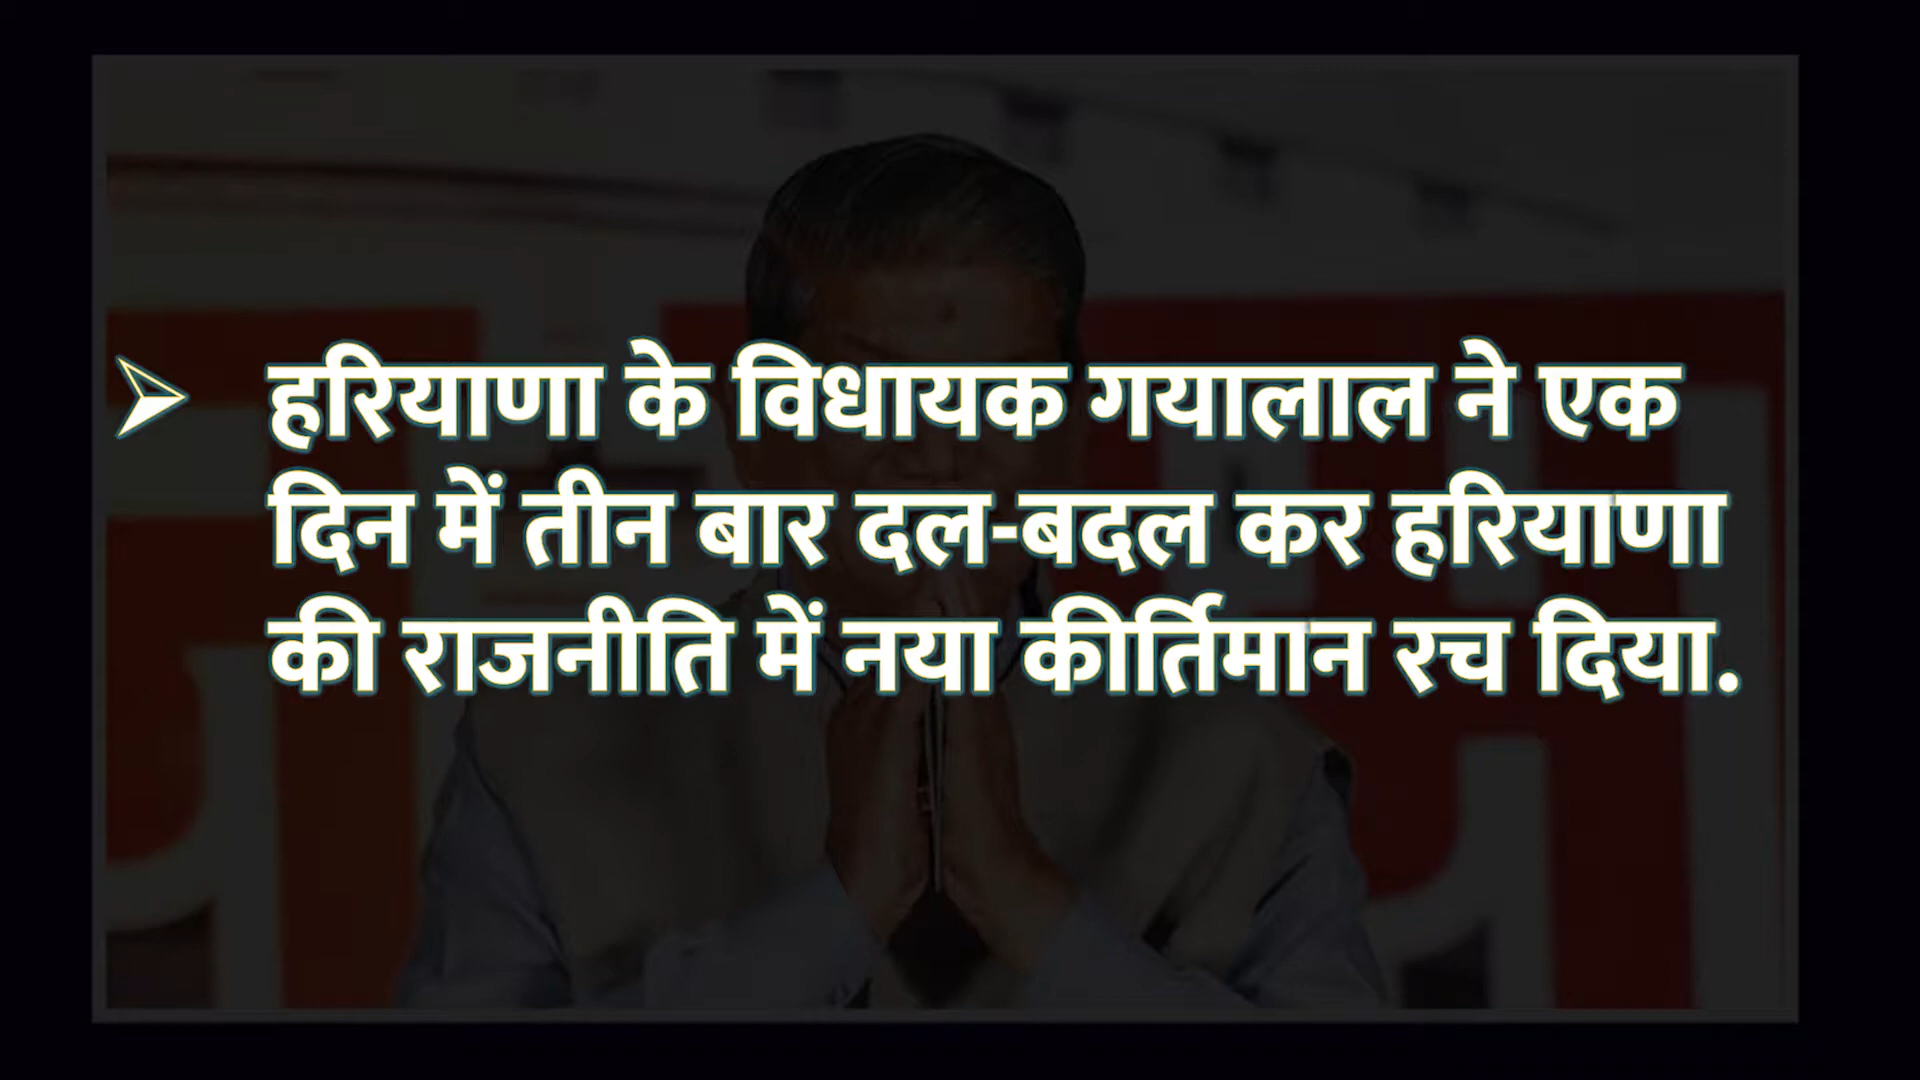 हरियाणा के विधायक गयालाल ने एक
दिन में तीन बार दल-बदल कर हरियाणा
की राजनीति में नया कीर्तिमान रच दिया.